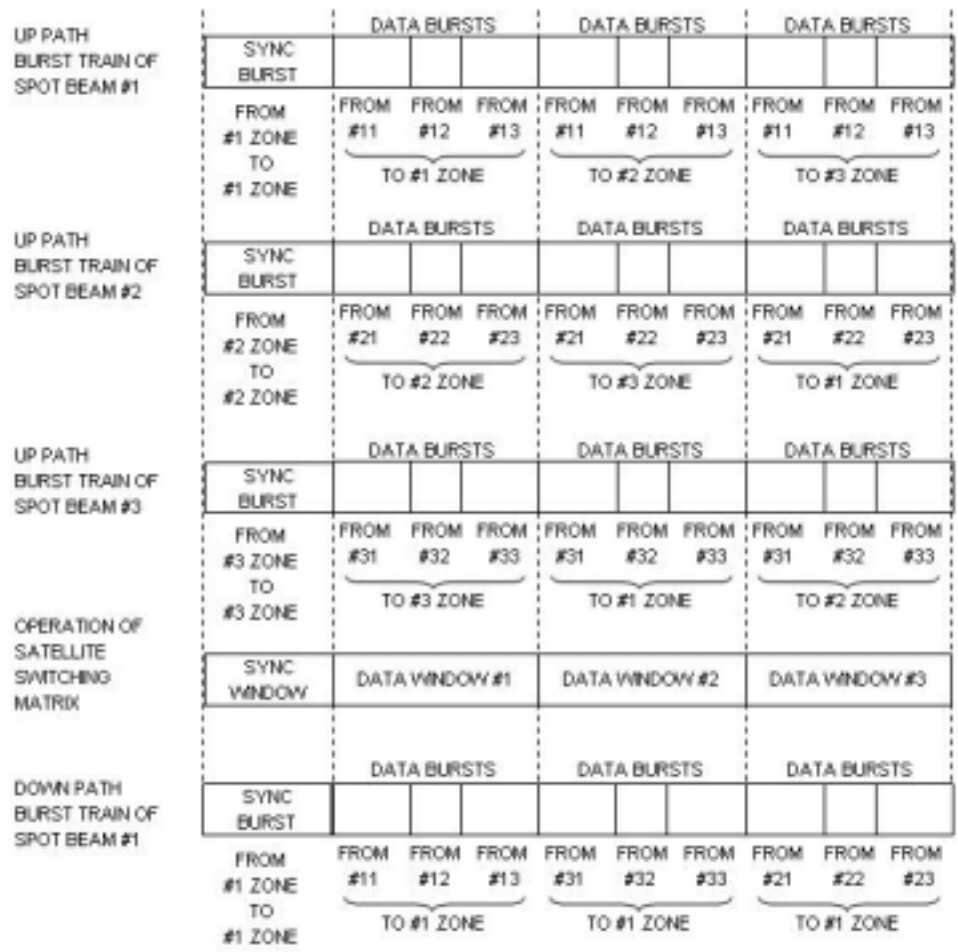 UP PATH
BURST TRAIN OF
SPOT BEAM #1
DATA BURSTS DATA BURSTS DATA BURSTS
SYNC
BURST
FROM
#1 ZONE
TO
#1 ZONE
FROM FROM FROM FROM FROM FROM FROM FROM FROM
#11 #12 #13 #11 #12 #13 #11 #12 #13
TO #1 ZONE TO #2 ZONE TO #3 ZONE
UP PATH
BURST TRAIN OF
SPOT BEAM #2
DATA BURSTS DATA BURSTS DATA BURSTS
SYNC
BURST
FROM
#2 ZONE
TO
#2 ZONE
FROM FROM FROM FROM FROM FROM FROM FROM FROM
#21 #22 #23 #21 #22 #23 #21 #22 #23
TO #2 ZONE TO #3 ZONE TO #1 ZONE
UP PATH
BURST TRAIN OF
SPOT BEAM #3
DATA BURSTS DATA BURSTS DATA BURSTS
SYNC
BURST
FROM
#3 ZONE
TO
#3 ZONE
FROM FROM FROM FROM FROM FROM FROM FROM FROM
#31 #32 #33 #31 #32 #33 #31 #32 #33
TO #3 ZONE TO #1 ZONE TO #2 ZONE
OPERATION OF
SATELLITE
SWITCHING
MATRIX
SYNC
WINDOW
DATA WINDOW #1 DATA WINDOW #2 DATA WINDOW #3
DOWN PATH
BURST TRAIN OF
SPOT BEAM #1
DATA BURSTS DATA BURSTS DATA BURSTS
SYNC
BURST
FROM
#1 ZONE
TO
#1 ZONE
FROM FROM FROM FROM FROM FROM FROM FROM FROM
#11 #12 #13 #31 #32 #33 #21 #22 #23
TO #1 ZONE TO #1 ZONE TO #1 ZONE